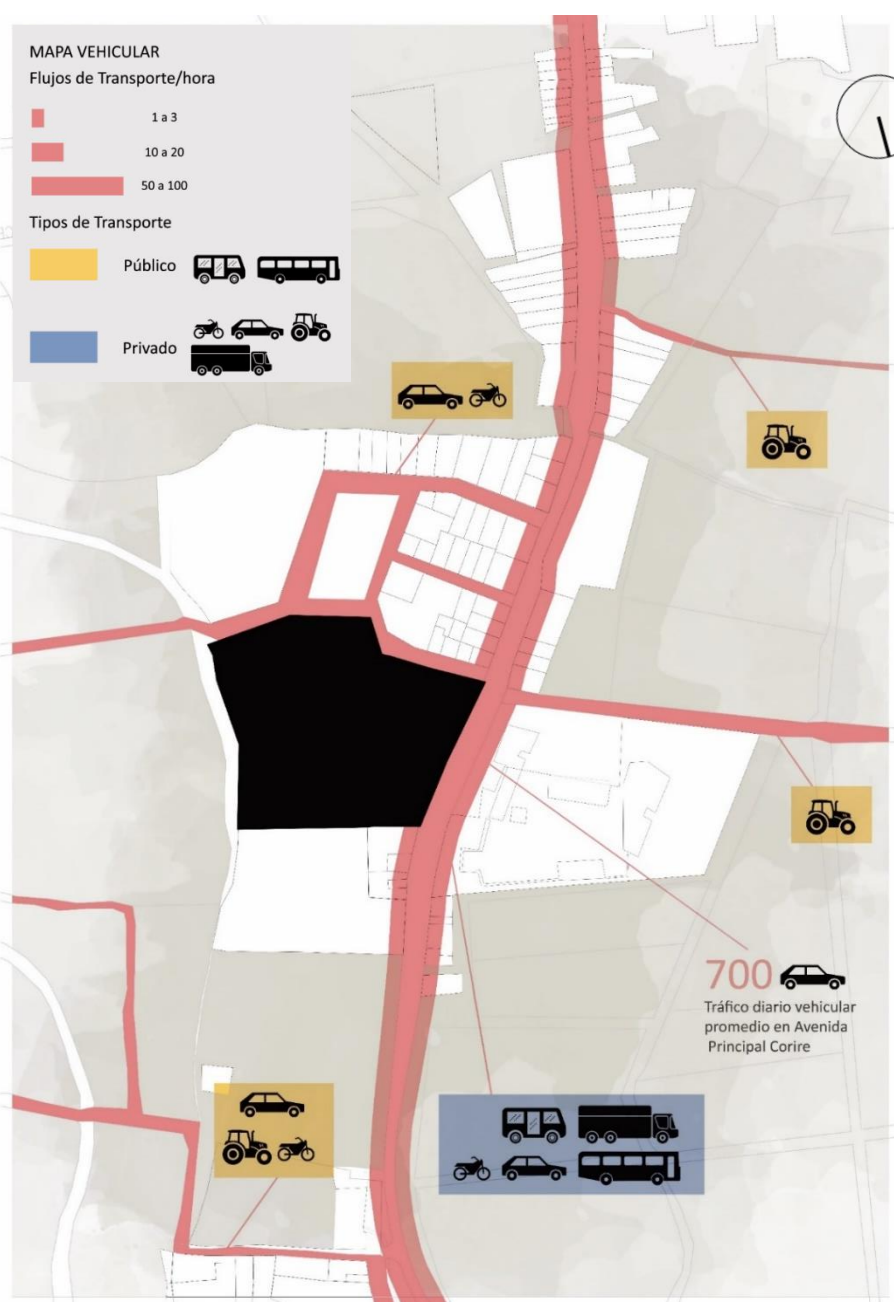 MAPA VEHICULAR
Flujos de Transporte/hora
1 a 3
10 a 20
50 a 100
Tipos de Transporte
Público
Privado
700
Tráfico diario vehicular
promedio en Avenida
Principal Corire